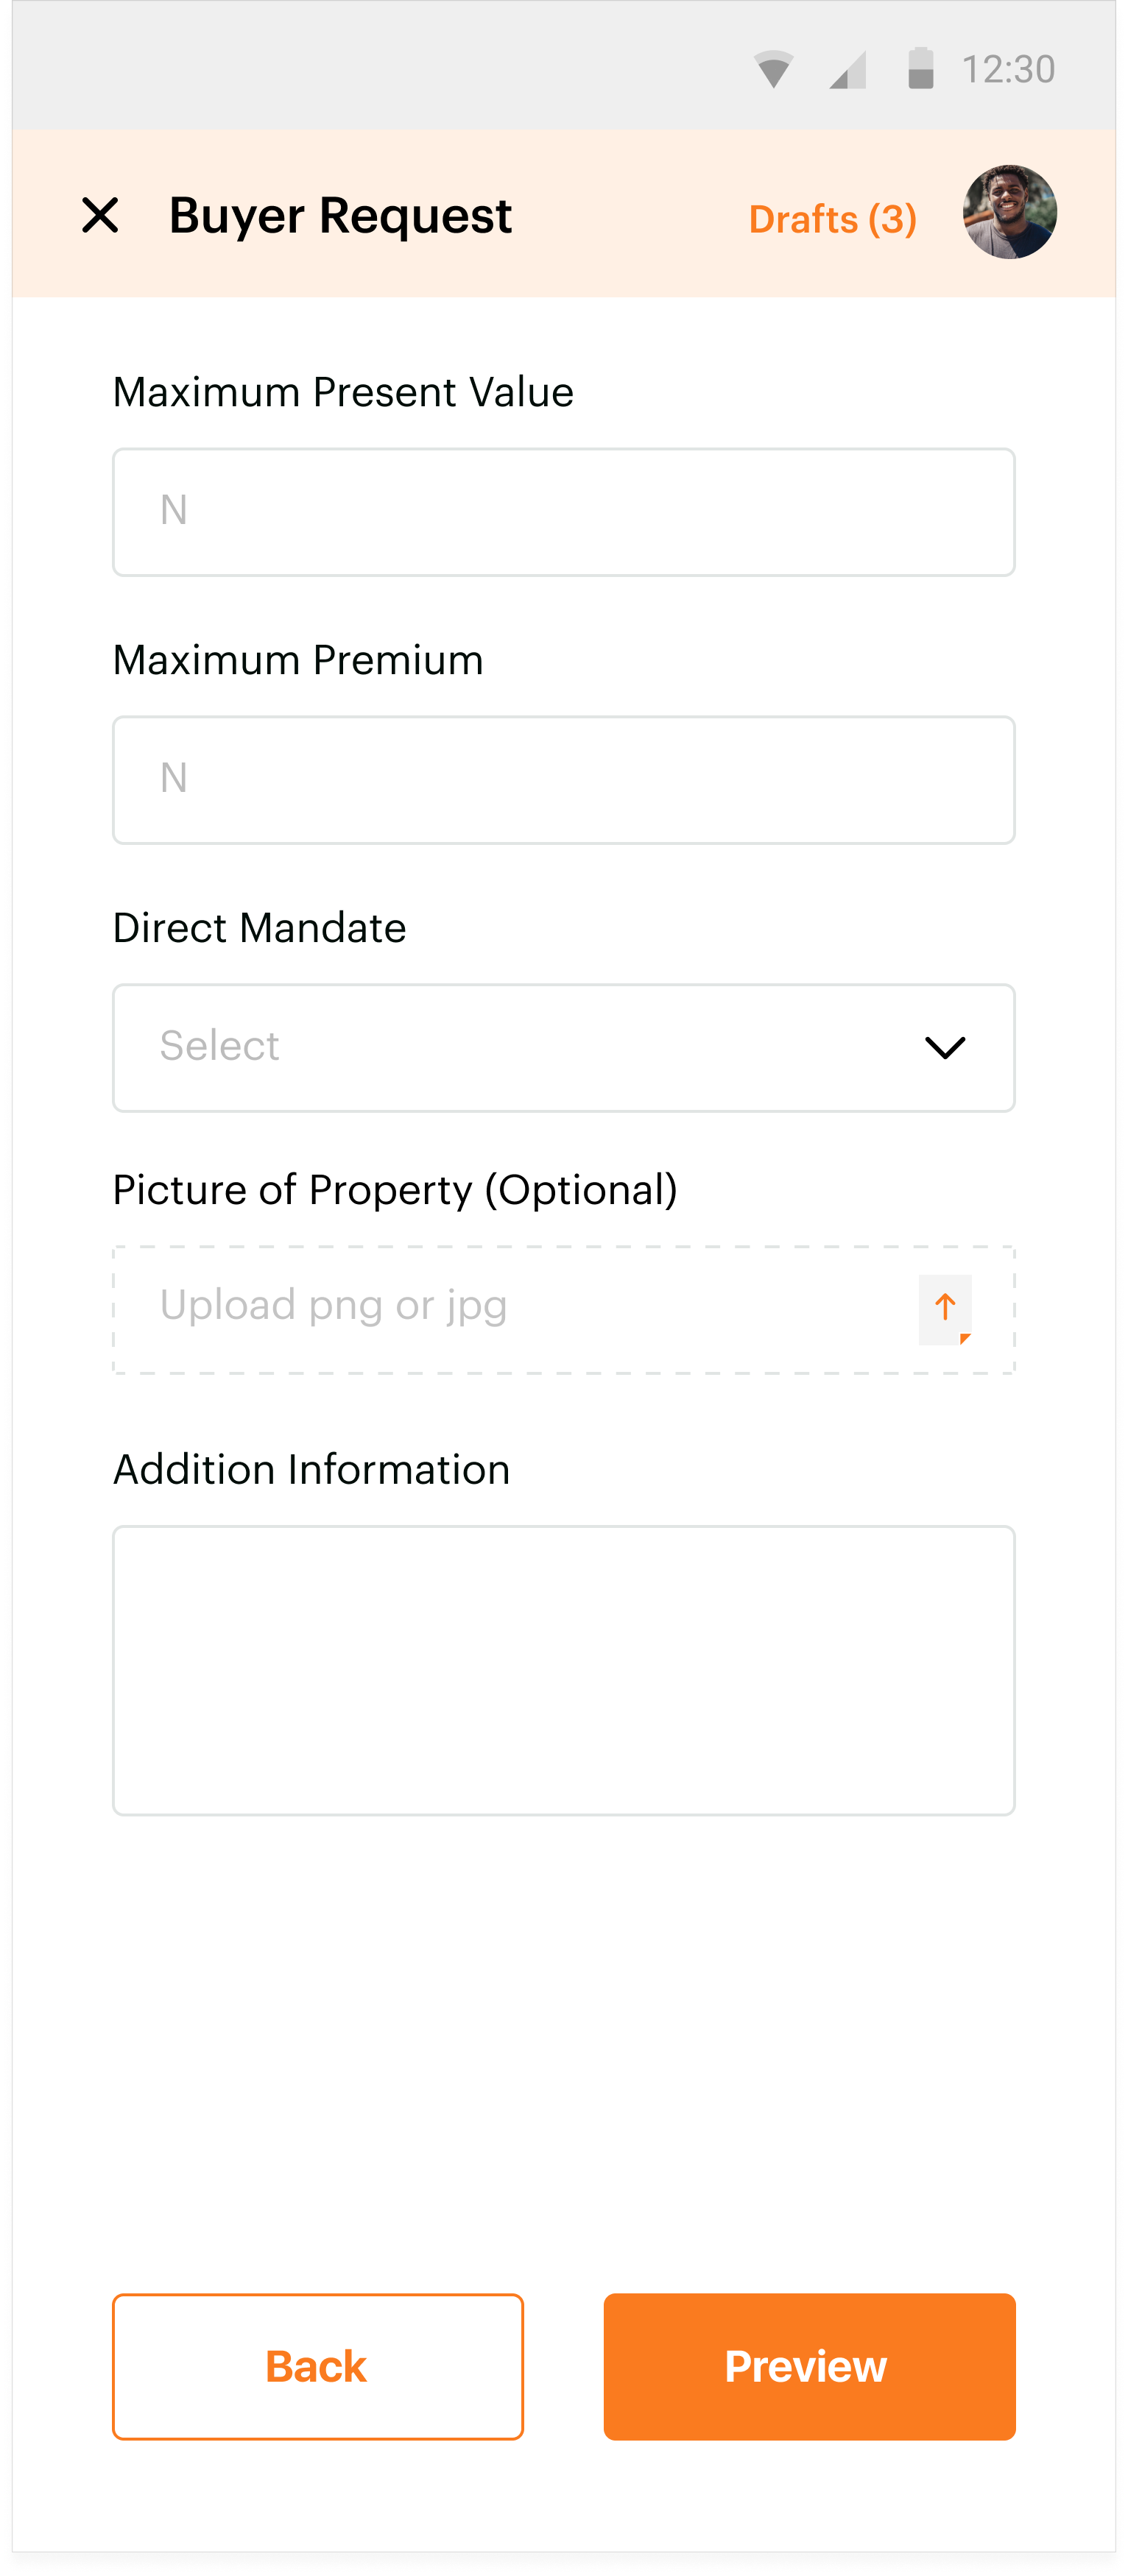 12:30
Buyer Request
Drafts (3)
Maximum Present Value
N
Maximum Premium
N
Direct Mandate
Select
Picture of Property (Optional)
Upload png or jpg
Addition Information
Back
Preview